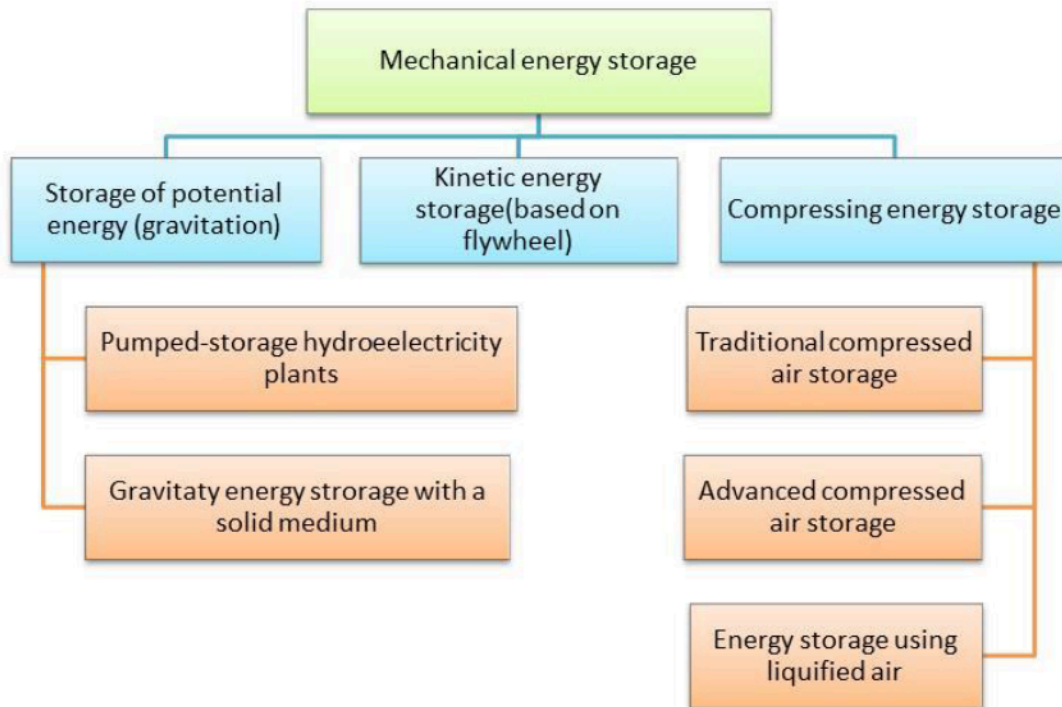 Mechanical energy storage
Storage of potential
energy (gravitation)
Kinetic energy
storage(based on
flywheel)
Compressing energy storage
Pumped-storage hydroeelectricity
plants
Gravitaty energy strorage with a
solid medium
Traditional compressed
air storage
Advanced compressed
air storage
Energy storage using
liquified air